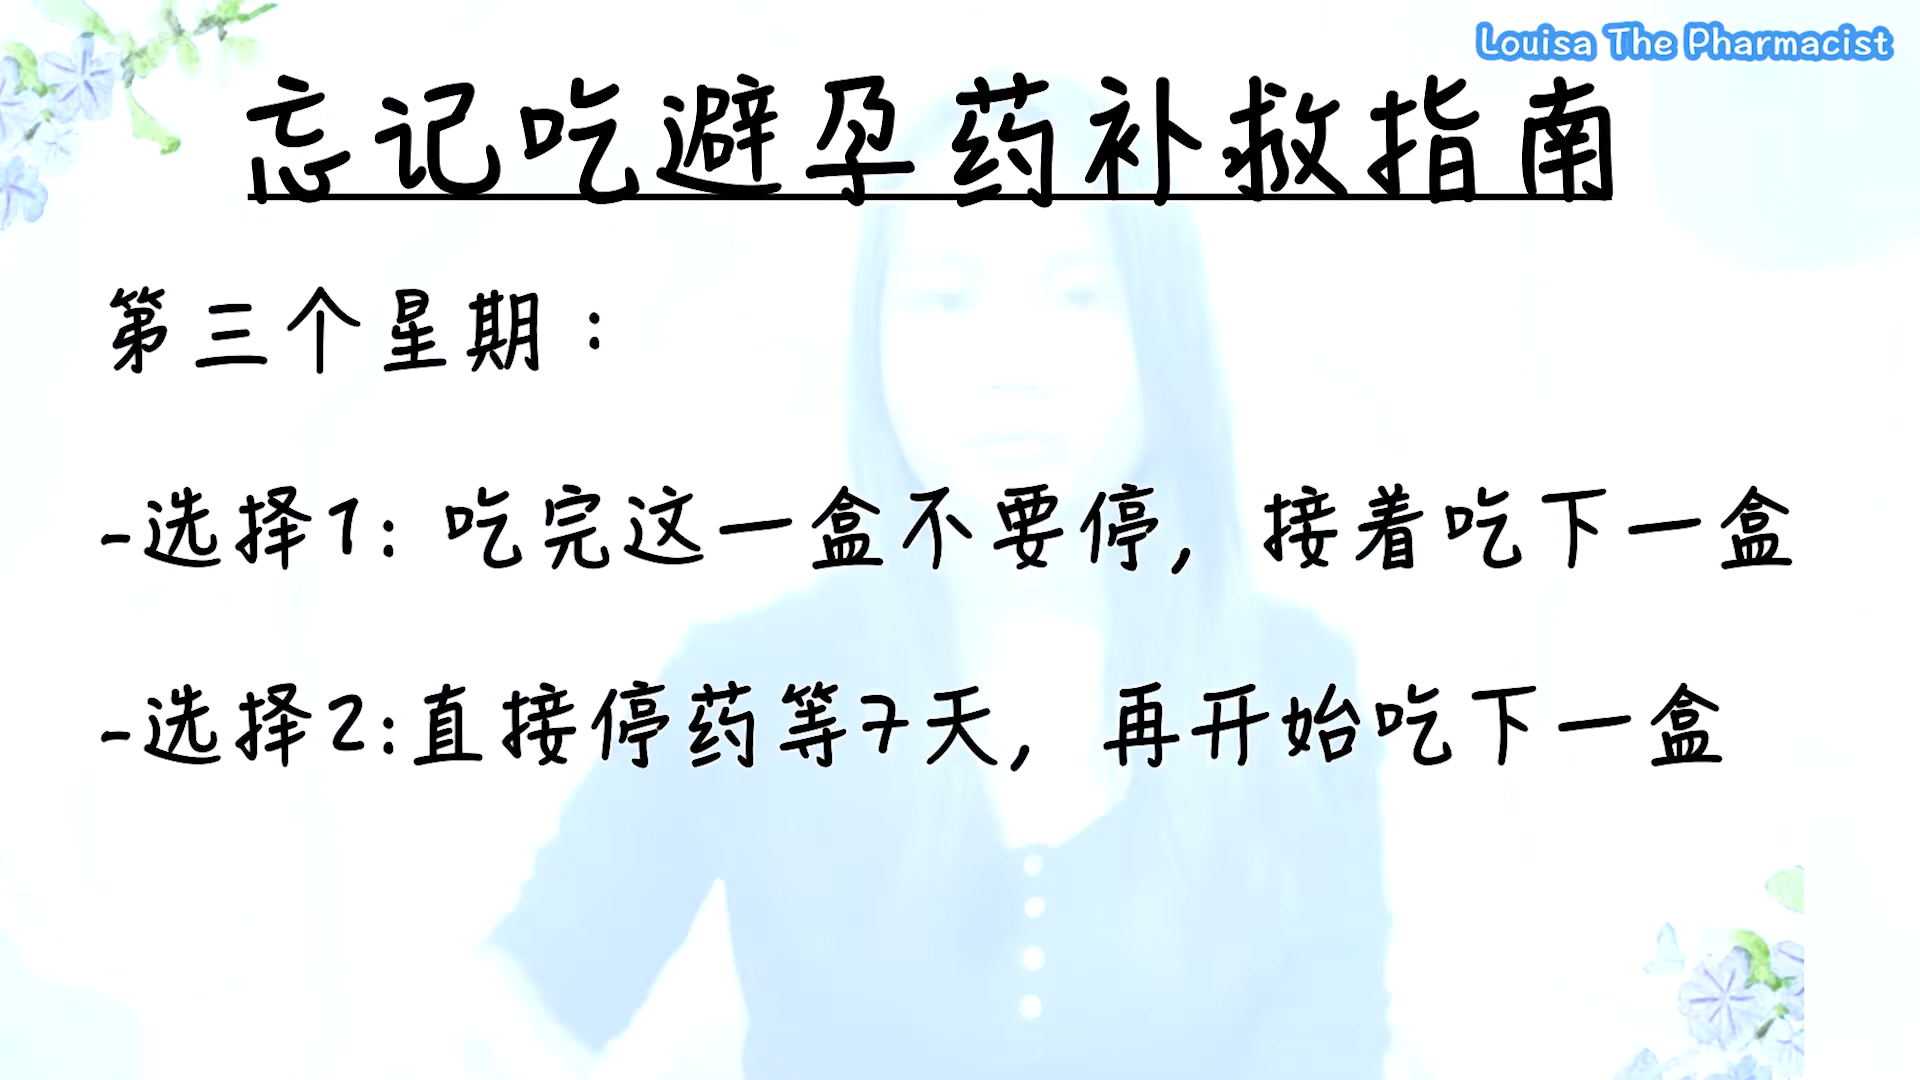 Louisa The Pharmacist
忘记吃避孕药补救指南
第三个星期：
-选择1：吃完这一盒不要停，接着吃下一盒
-选择2:直接停药等7天，再开始吃下一盒